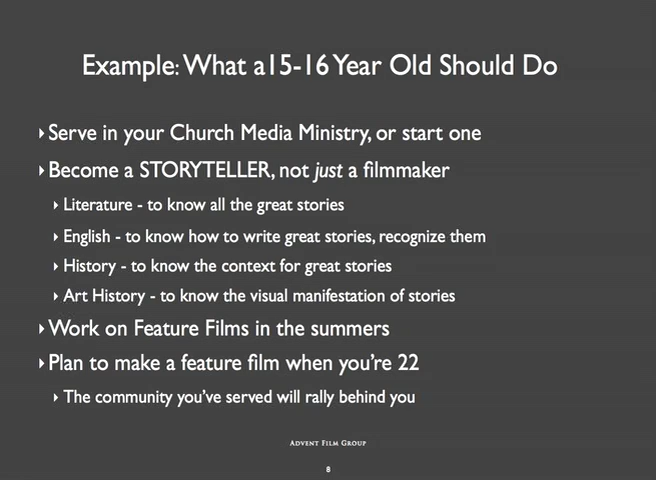 Example: What a15-16 Year Old Should Do
Serve in your Church Media Ministry, or start one
Become a STORYTELLER, not just a filmmaker
Literature - to know all the great stories
English - to know how to write great stories, recognize them
History - to know the context for great stories
Art History - to know the visual manifestation of stories
Work on Feature Films in the summers
Plan to make a feature film when you're 22
The community you've served will rally behind you
ADVENT FILM GROUP
8